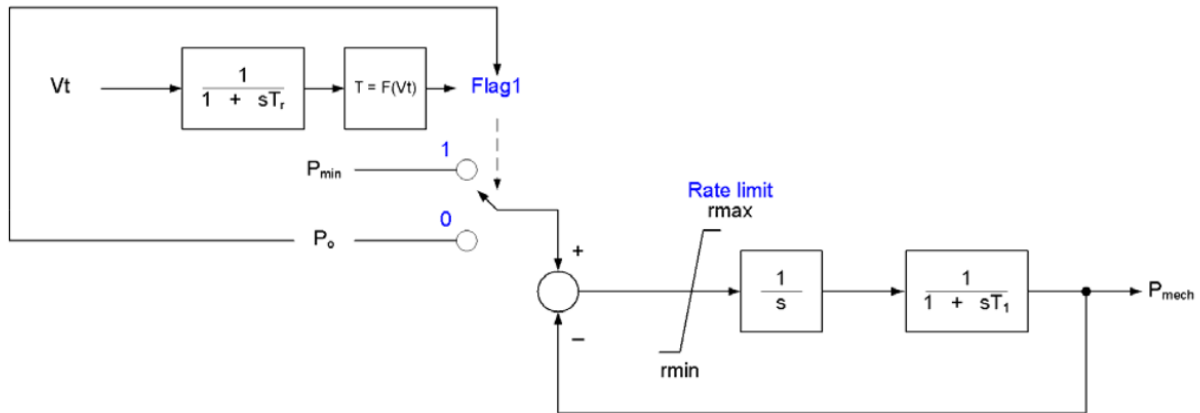 Vt
1
1 + sTᵣ
T = F(Vt)
Flag1
1
Pₘᵢₙ
0
Pₒ
Rate limit
rmax
+
−
rmin
1
s
1
1 + sT₁
Pₘₑcₕ